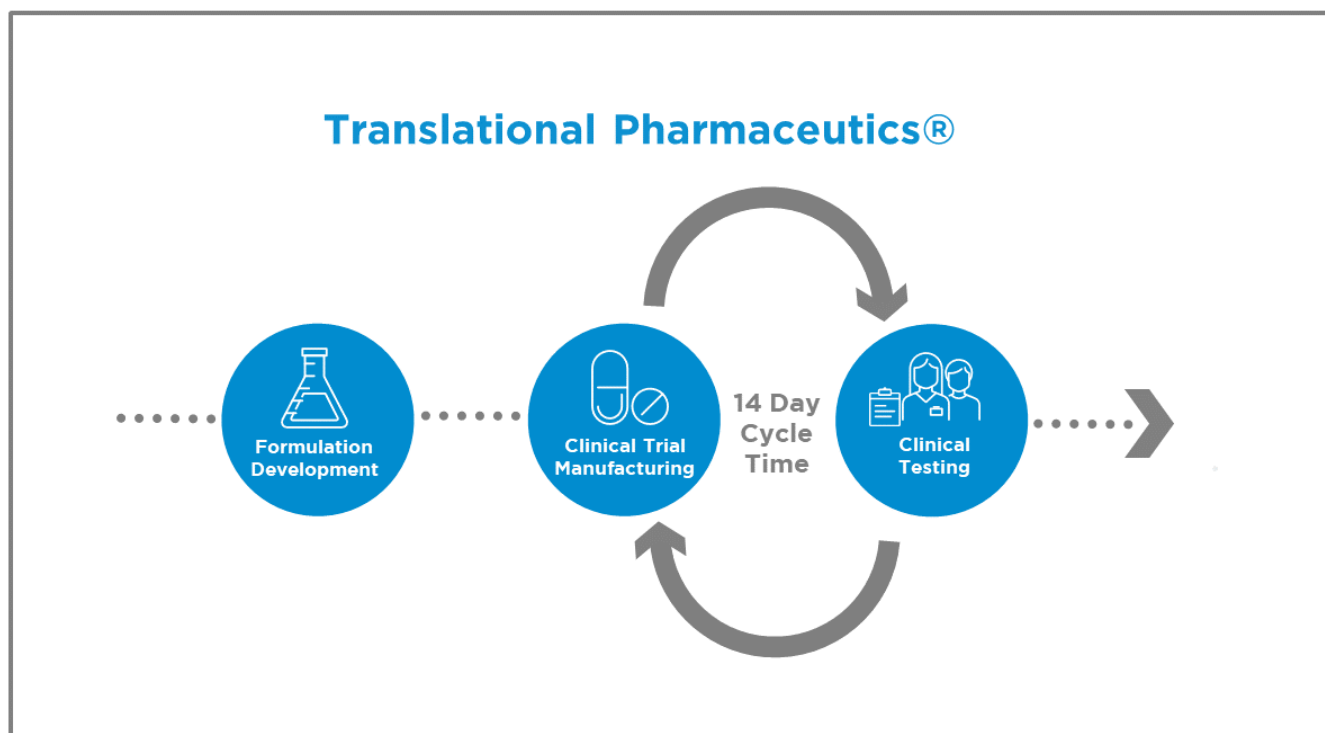 Translational Pharmaceutics®
Formulation
Development
Clinical Trial
Manufacturing
14 Day
Cycle
Time
Clinical
Testing